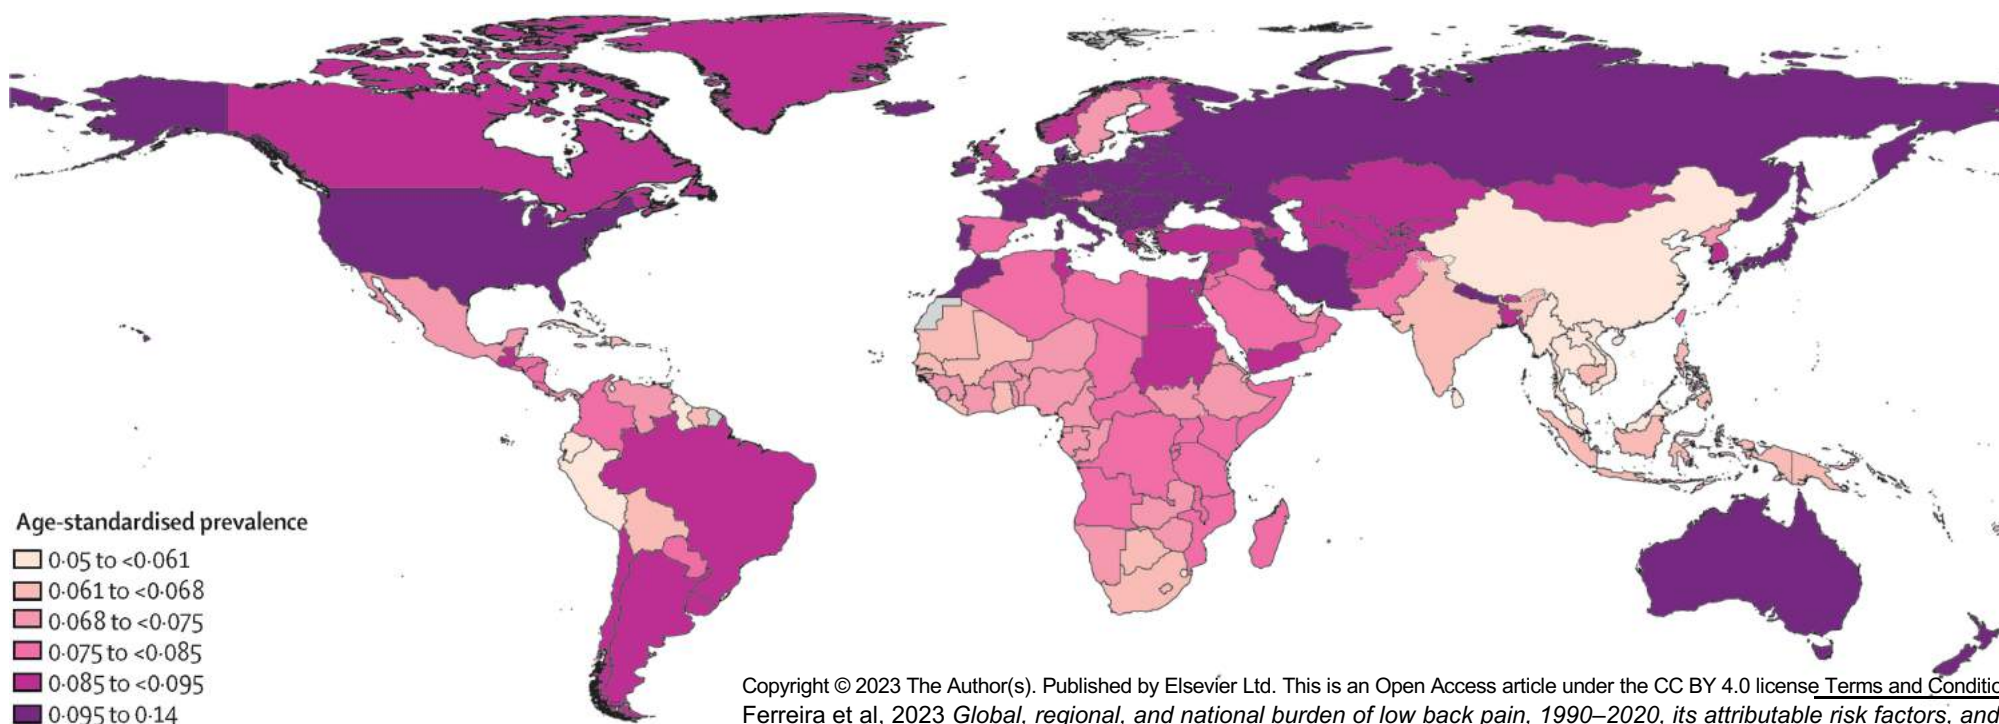 Age-standardised prevalence
0·05 to <0·061
0·061 to <0·068
0·068 to <0·075
0·075 to <0·085
0·085 to <0·095
0·095 to 0·14
Copyright © 2023 The Author(s). Published by Elsevier Ltd. This is an Open Access article under the CC BY 4.0 license Terms and Conditio
Ferreira et al, 2023 Global, regional, and national burden of low back pain, 1990–2020, its attributable risk factors, and